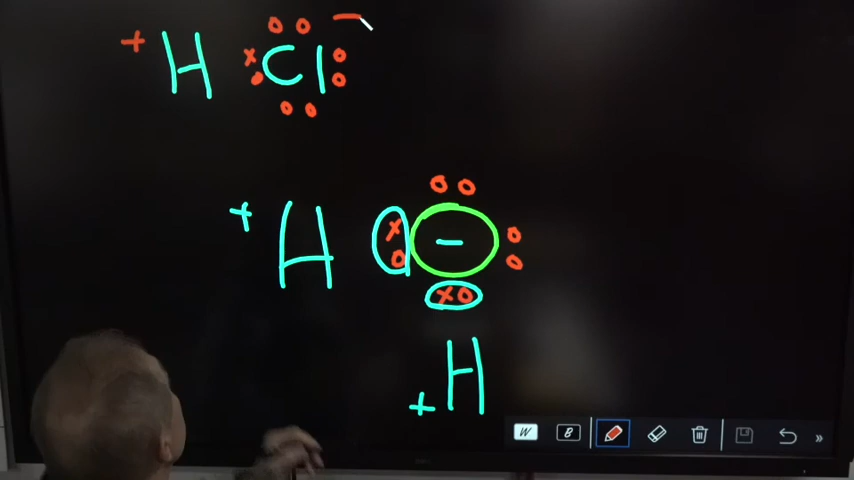 + H Cl −
+ H −
+ H
W B »